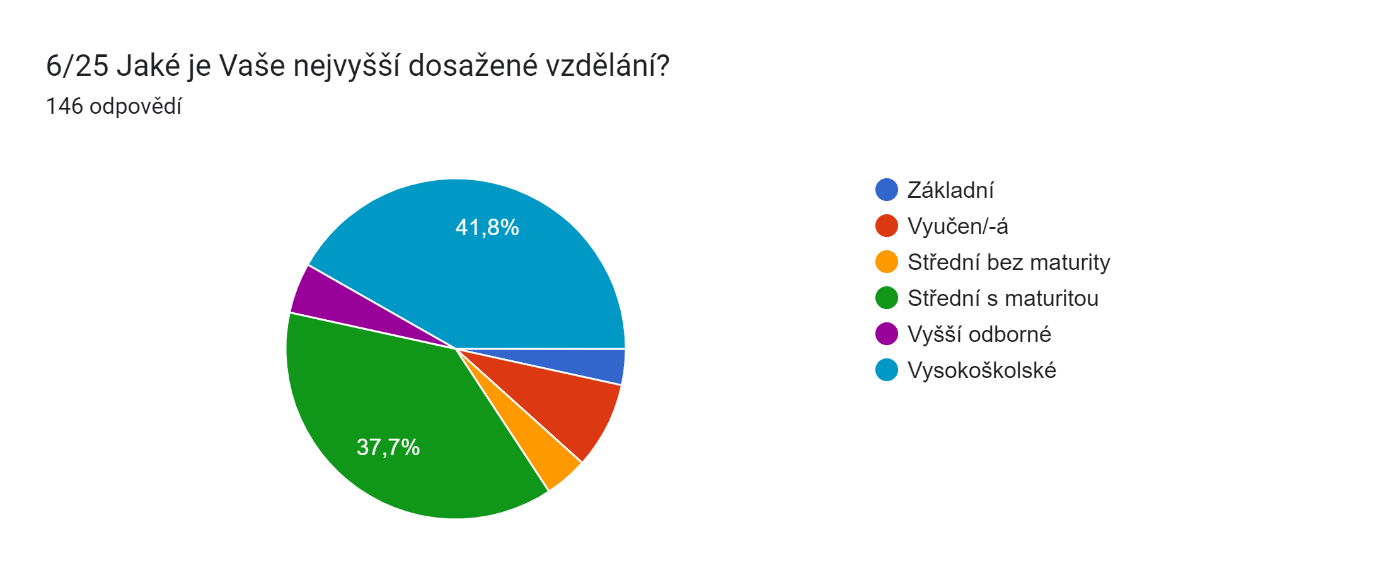 6/25 Jaké je Vaše nejvyšší dosažené vzdělání?
146 odpovědí
41,8%
37,7%
Základní
Vyučen/-á
Střední bez maturity
Střední s maturitou
Vyšší odborné
Vysokoškolské